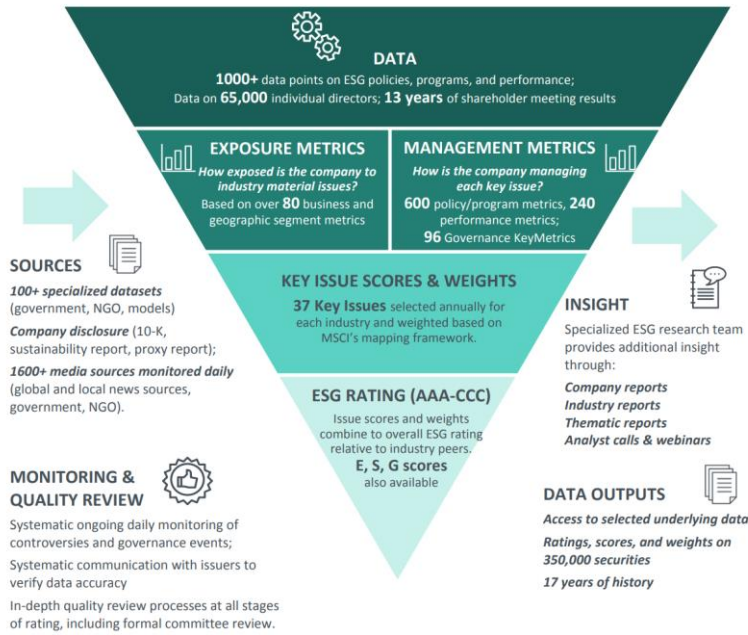 DATA
1000+ data points on ESG policies, programs, and performance;
Data on 65,000 individual directors; 13 years of shareholder meeting results
EXPOSURE METRICS
How exposed is the company to
industry material issues?
Based on over 80 business and
geographic segment metrics
MANAGEMENT METRICS
How is the company managing
each key issue?
600 policy/program metrics, 240
performance metrics;
96 Governance KeyMetrics
SOURCES
100+ specialized datasets
(government, NGO, models)
Company disclosure (10-K,
sustainability report, proxy report);
1600+ media sources monitored daily
(global and local news sources,
government, NGO).
KEY ISSUE SCORES & WEIGHTS
37 Key Issues selected annually for
each industry and weighted based on
MSCI's mapping framework.
INSIGHT
Specialized ESG research team
provides additional insight
through:
Company reports
Industry reports
Thematic reports
Analyst calls & webinars
ESG RATING (AAA-CCC)
Issue scores and weights
combine to overall ESG rating
relative to industry peers.
E, S, G scores
also available
MONITORING &
QUALITY REVIEW
Systematic ongoing daily monitoring of
controversies and governance events;
Systematic communication with issuers to
verify data accuracy
In-depth quality review processes at all stages
of rating, including formal committee review.
DATA OUTPUTS
Access to selected underlying data
Ratings, scores, and weights on
350,000 securities
17 years of history